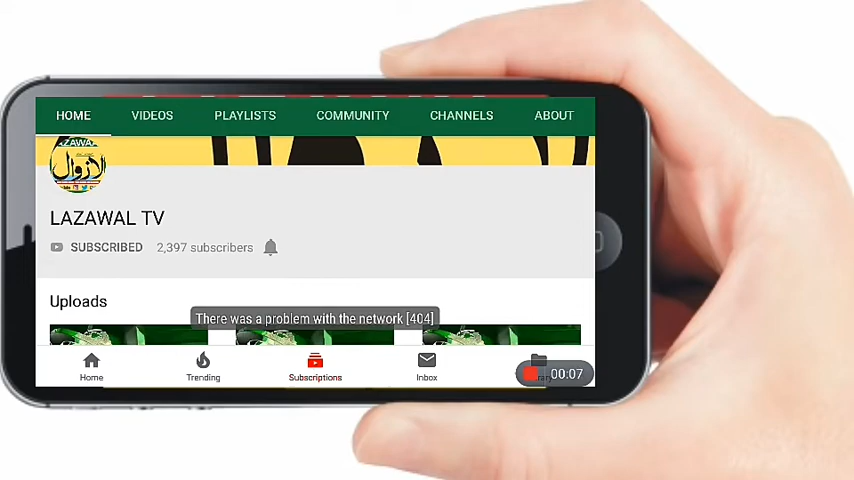 HOME VIDEOS PLAYLISTS COMMUNITY CHANNELS ABOUT
LAZAWAL TV
SUBSCRIBED 2,397 subscribers
Uploads
There was a problem with the network [404]
Home Trending Subscriptions Inbox
00:07